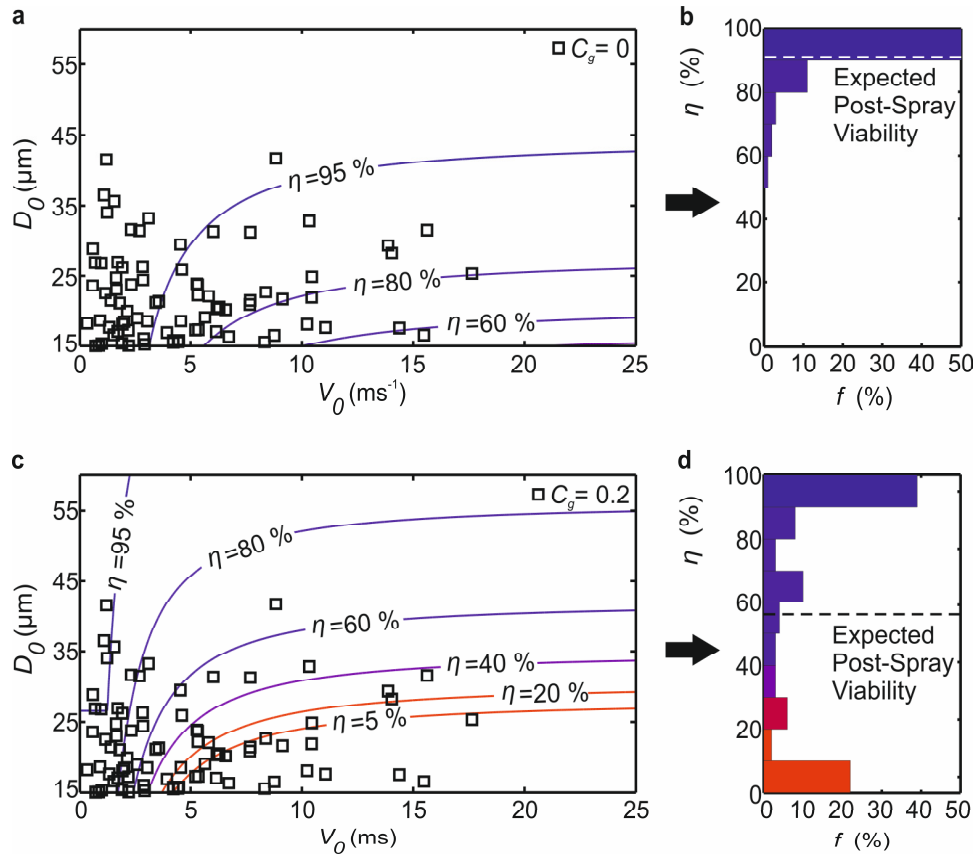 a
b
C_g = 0
η=95 %
η=80 %
η=60 %
55
45
35
25
15
D_0 (μm)
0
5
10
15
20
25
V_0 (ms⁻¹)
100
80
60
40
20
0
η (%)
Expected
Post-Spray
Viability
0 10 20 30 40 50
f (%)
c
d
C_g = 0.2
η=95 %
η=80 %
η=60 %
η=40 %
η=20 %
η=5 %
55
45
35
25
15
D_0 (μm)
0
5
10
15
20
25
V_0 (ms)
100
80
60
40
20
0
η (%)
Expected
Post-Spray
Viability
0 10 20 30 40 50
f (%)